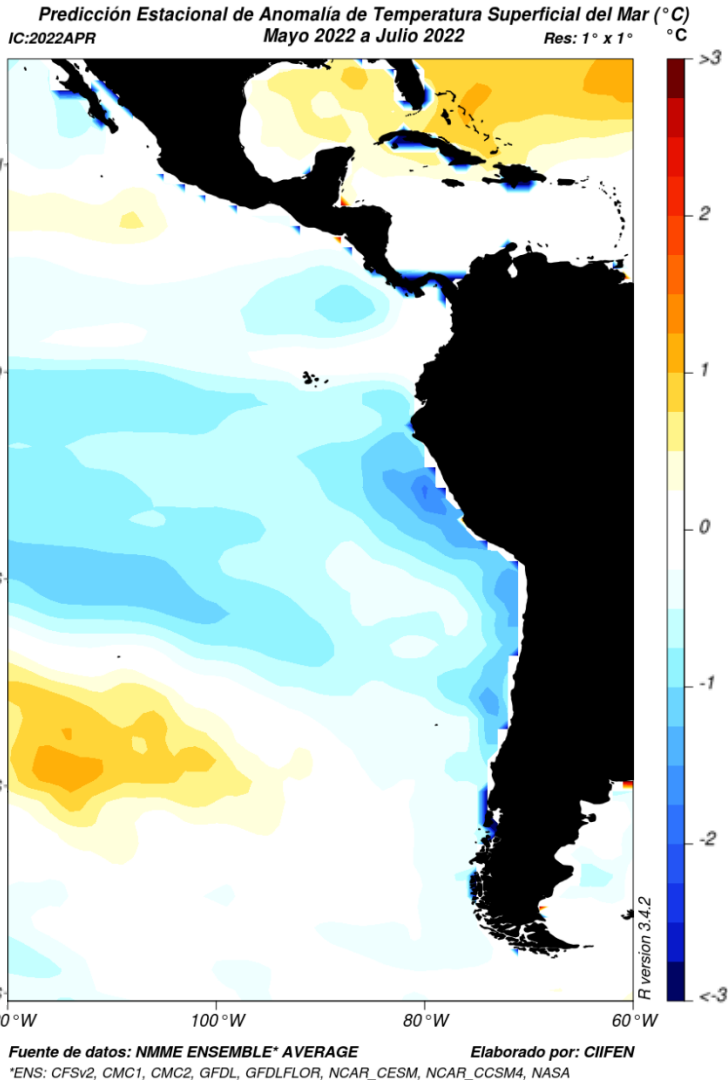 Predicción Estacional de Anomalía de Temperatura Superficial del Mar (°C)
IC:2022APR Mayo 2022 a Julio 2022 Res: 1° x 1° °C
>3
2
1
0
-1
-2
<-3
R version 3.4.2
100°W 80°W 60°W
Fuente de datos: NMME ENSEMBLE* AVERAGE Elaborado por: CIIFEN
*ENS: CFSv2, CMC1, CMC2, GFDL, GFDLFLOR, NCAR_CESM, NCAR_CCSM4, NASA